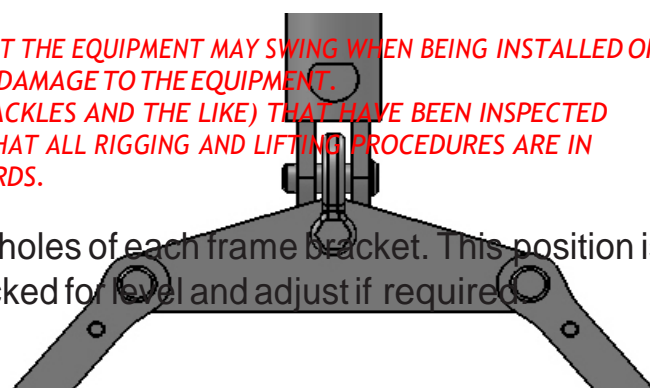 T THE EQUIPMENT MAY SWING WHEN BEING INSTALLED O
DAMAGE TO THE EQUIPMENT.
ACKLES AND THE LIKE) THAT HAVE BEEN INSPECTED
HAT ALL RIGGING AND LIFTING PROCEDURES ARE IN
RDS.
holes of each frame bracket. This position i
cked for level and adjust if required